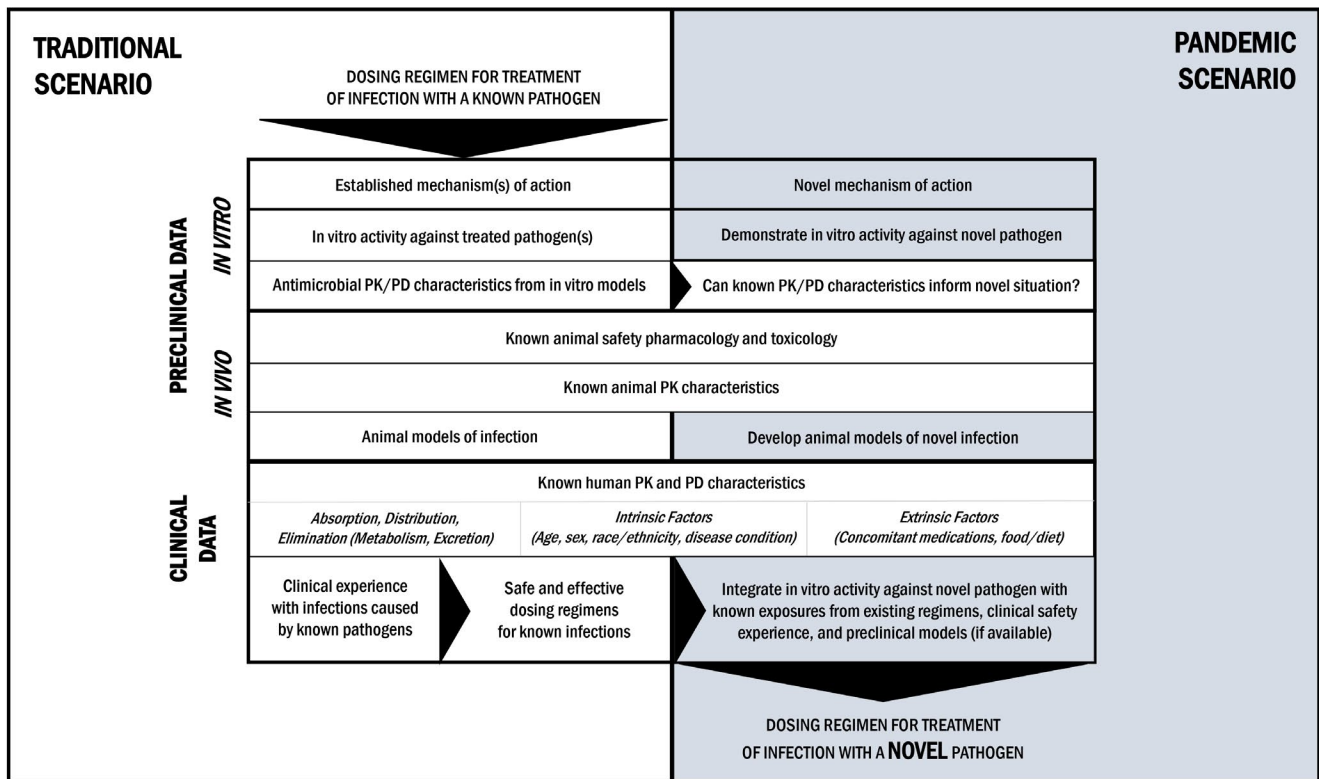 TRADITIONAL
SCENARIO
PANDEMIC
SCENARIO
DOSING REGIMEN FOR TREATMENT
OF INFECTION WITH A KNOWN PATHOGEN
PRECLINICAL DATA
IN VITRO
Established mechanism(s) of action
Novel mechanism of action
In vitro activity against treated pathogen(s)
Demonstrate in vitro activity against novel pathogen
Antimicrobial PK/PD characteristics from in vitro models
Can known PK/PD characteristics inform novel situation?
IN VIVO
Known animal safety pharmacology and toxicology
Known animal PK characteristics
Animal models of infection
Develop animal models of novel infection
CLINICAL
DATA
Known human PK and PD characteristics
Absorption, Distribution,
Elimination (Metabolism, Excretion)
Intrinsic Factors
(Age, sex, race/ethnicity, disease condition)
Extrinsic Factors
(Concomitant medications, food/diet)
Clinical experience
with infections caused
by known pathogens
Safe and effective
dosing regimens
for known infections
Integrate in vitro activity against novel pathogen with
known exposures from existing regimens, clinical safety
experience, and preclinical models (if available)
DOSING REGIMEN FOR TREATMENT
OF INFECTION WITH A NOVEL PATHOGEN